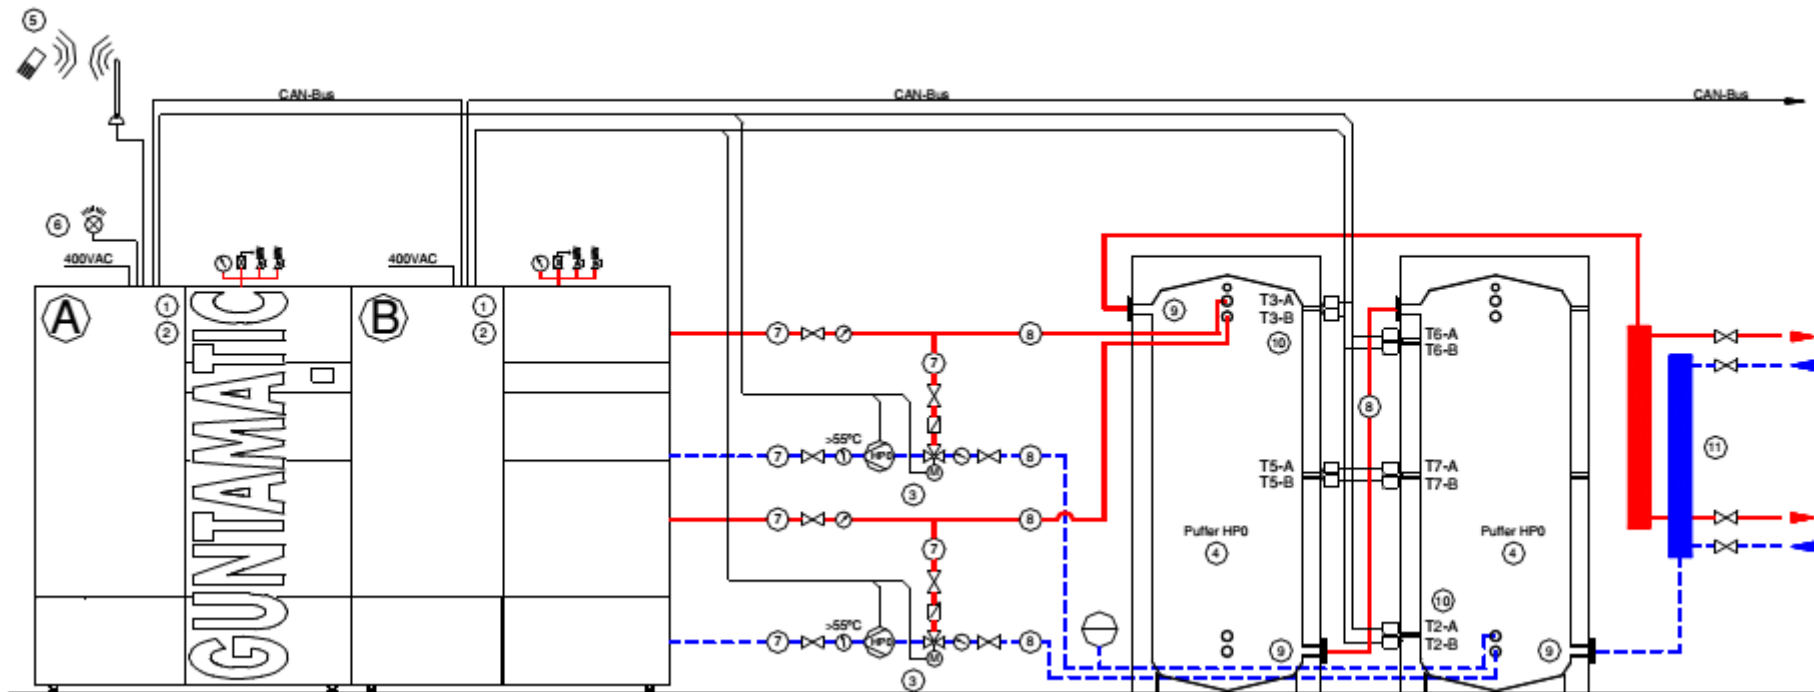 5
CAN-Bus
CAN-Bus
CAN-Bus
6
400VAC
400VAC
A
1
2
B
1
2
GUNTAMATIC
7
8
9
T3-A
T3-B
10
T6-A
T6-B
7
8
>55°C
7
HP0
8
M
3
T5-A
T5-B
T7-A
T7-B
11
7
8
7
Puffer HP0
4
Puffer HP0
4
10
>55°C
7
HP0
8
M
3
T2-A
T2-B
9
9